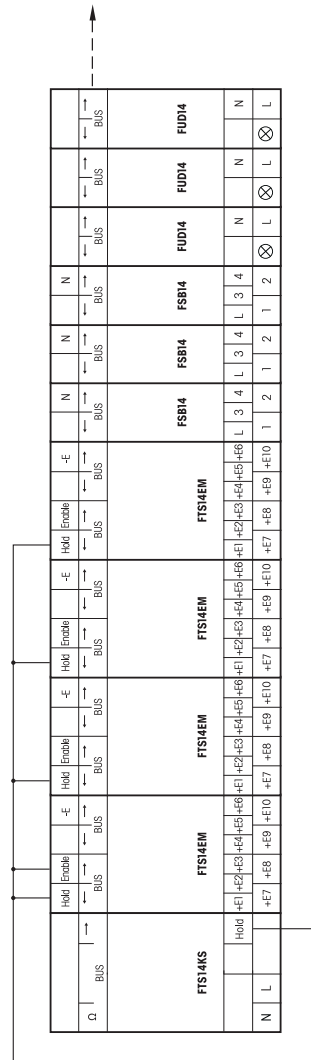 Hold Enable -E Hold Enable -E Hold Enable -E Hold Enable -E N N N
Ω → ← → ← → ← → ← → ← → ← → ← → ← → ← → ← → ← → ← → ← →
BUS BUS BUS BUS BUS BUS BUS BUS BUS BUS BUS BUS BUS BUS BUS
FTS14KS FTS14EM FTS14EM FTS14EM FTS14EM FSB14 FSB14 FSB14 FUD14 FUD14 FUD14
Hold +E1 +E2 +E3 +E4 +E5 +E6 +E1 +E2 +E3 +E4 +E5 +E6 +E1 +E2 +E3 +E4 +E5 +E6 +E1 +E2 +E3 +E4 +E5 +E6 L 3 4 L 3 4 L 3 4 N N N
N L +E7 +E8 +E9 +E10 +E7 +E8 +E9 +E10 +E7 +E8 +E9 +E10 +E7 +E8 +E9 +E10 1 2 1 2 1 2 L L L